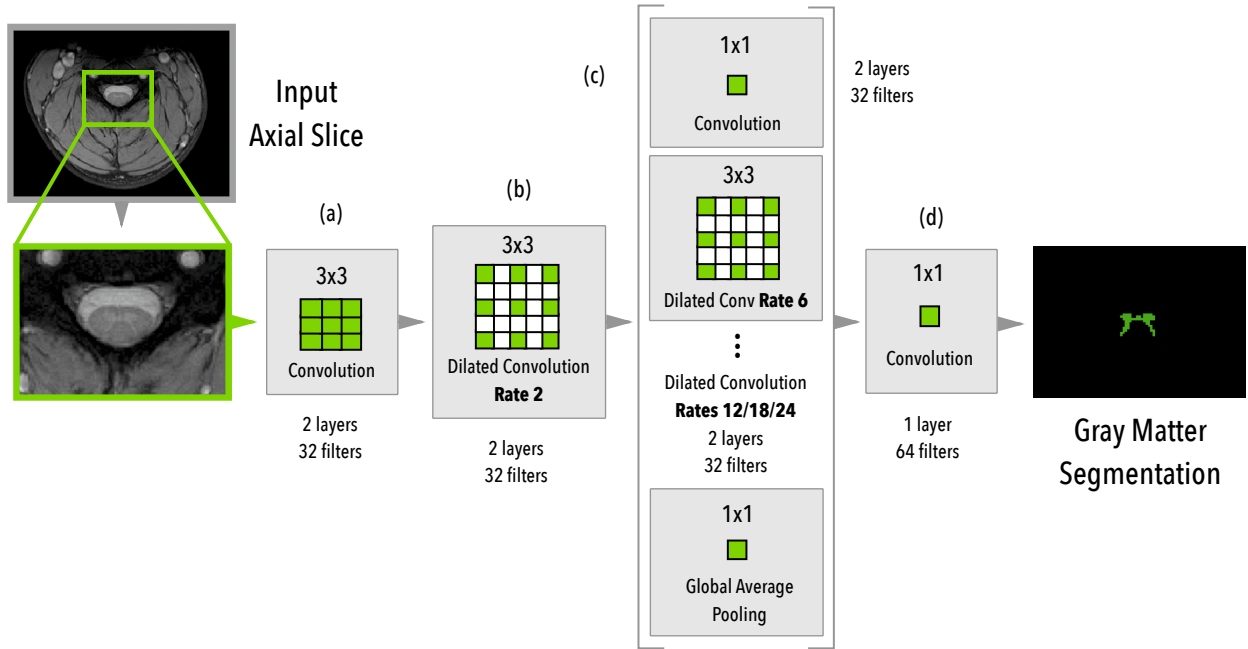 Input
Axial Slice
(a)
3x3
Convolution
2 layers
32 filters
(b)
3x3
Dilated Convolution
Rate 2
2 layers
32 filters
(c)
1x1
Convolution
2 layers
32 filters
3x3
Dilated Conv Rate 6
Dilated Convolution
Rates 12/18/24
2 layers
32 filters
1x1
Global Average
Pooling
(d)
1x1
Convolution
1 layer
64 filters
Gray Matter
Segmentation